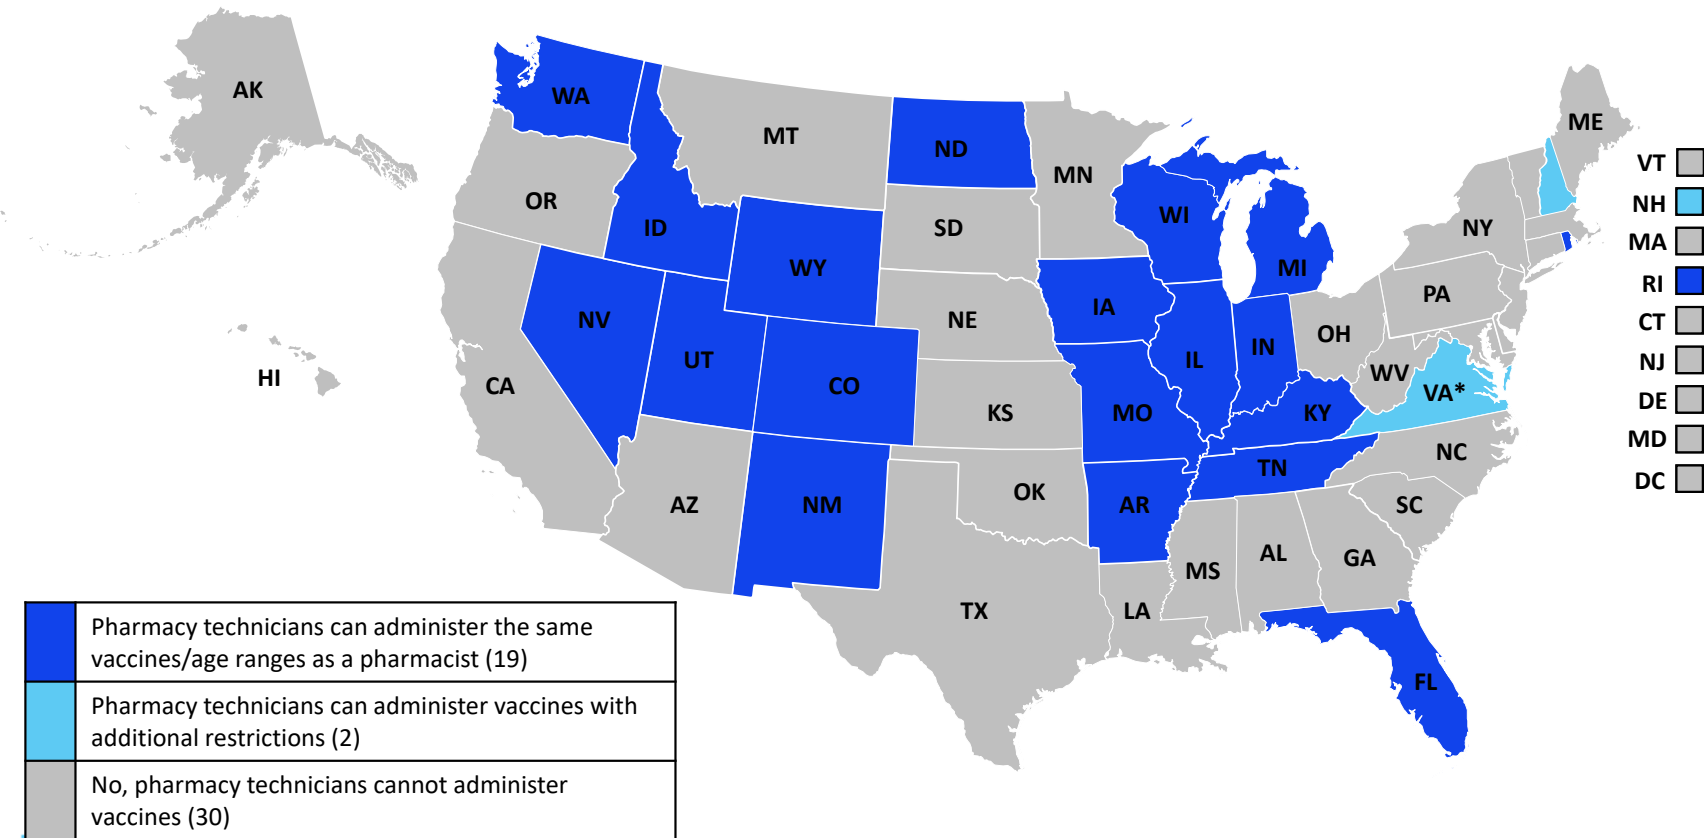 AK
WA
MT
ND
MN
ME
VT
OR
ID
SD
WI
NY
NH
MA
WY
MI
RI
NV
NE
IA
PA
CT
UT
OH
NJ
HI
CA
CO
IL
IN
WV
VA*
DE
KS
MO
KY
MD
NC
TN
DC
AZ
NM
OK
AR
SC
MS
AL
GA
TX
LA
FL
Pharmacy technicians can administer the same
vaccines/age ranges as a pharmacist (19)
Pharmacy technicians can administer vaccines with
additional restrictions (2)
No, pharmacy technicians cannot administer
vaccines (30)